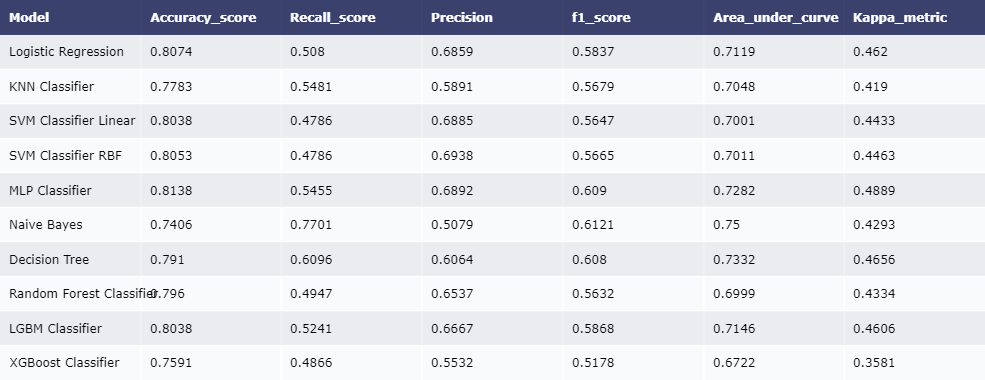 Model Accuracy_score Recall_score Precision f1_score Area_under_curve Kappa_metric
Logistic Regression 0.8074 0.508 0.6859 0.5837 0.7119 0.462
KNN Classifier 0.7783 0.5481 0.5891 0.5679 0.7048 0.419
SVM Classifier Linear 0.8038 0.4786 0.6885 0.5647 0.7001 0.4433
SVM Classifier RBF 0.8053 0.4786 0.6938 0.5665 0.7011 0.4463
MLP Classifier 0.8138 0.5455 0.6892 0.609 0.7282 0.4889
Naive Bayes 0.7406 0.7701 0.5079 0.6121 0.75 0.4293
Decision Tree 0.791 0.6096 0.6064 0.608 0.7332 0.4656
Random Forest Classifier 0.796 0.4947 0.6537 0.5632 0.6999 0.4334
LGBM Classifier 0.8038 0.5241 0.6667 0.5868 0.7146 0.4606
XGBoost Classifier 0.7591 0.4866 0.5532 0.5178 0.6722 0.3581